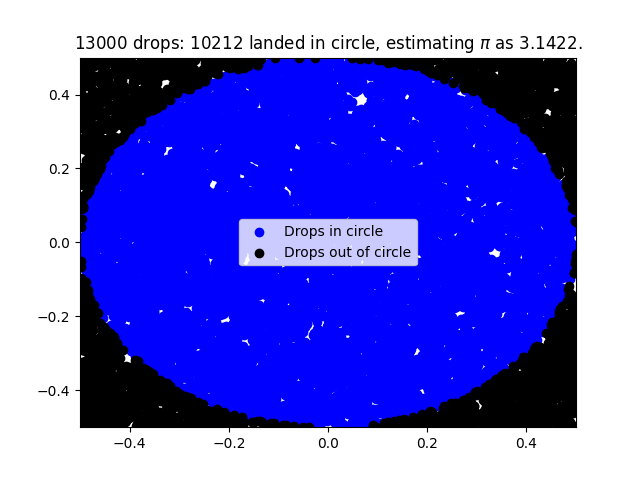 13000 drops: 10212 landed in circle, estimating π as 3.1422.
0.4
0.2
0.0
−0.2
−0.4
Drops in circle
Drops out of circle
−0.4 −0.2 0.0 0.2 0.4